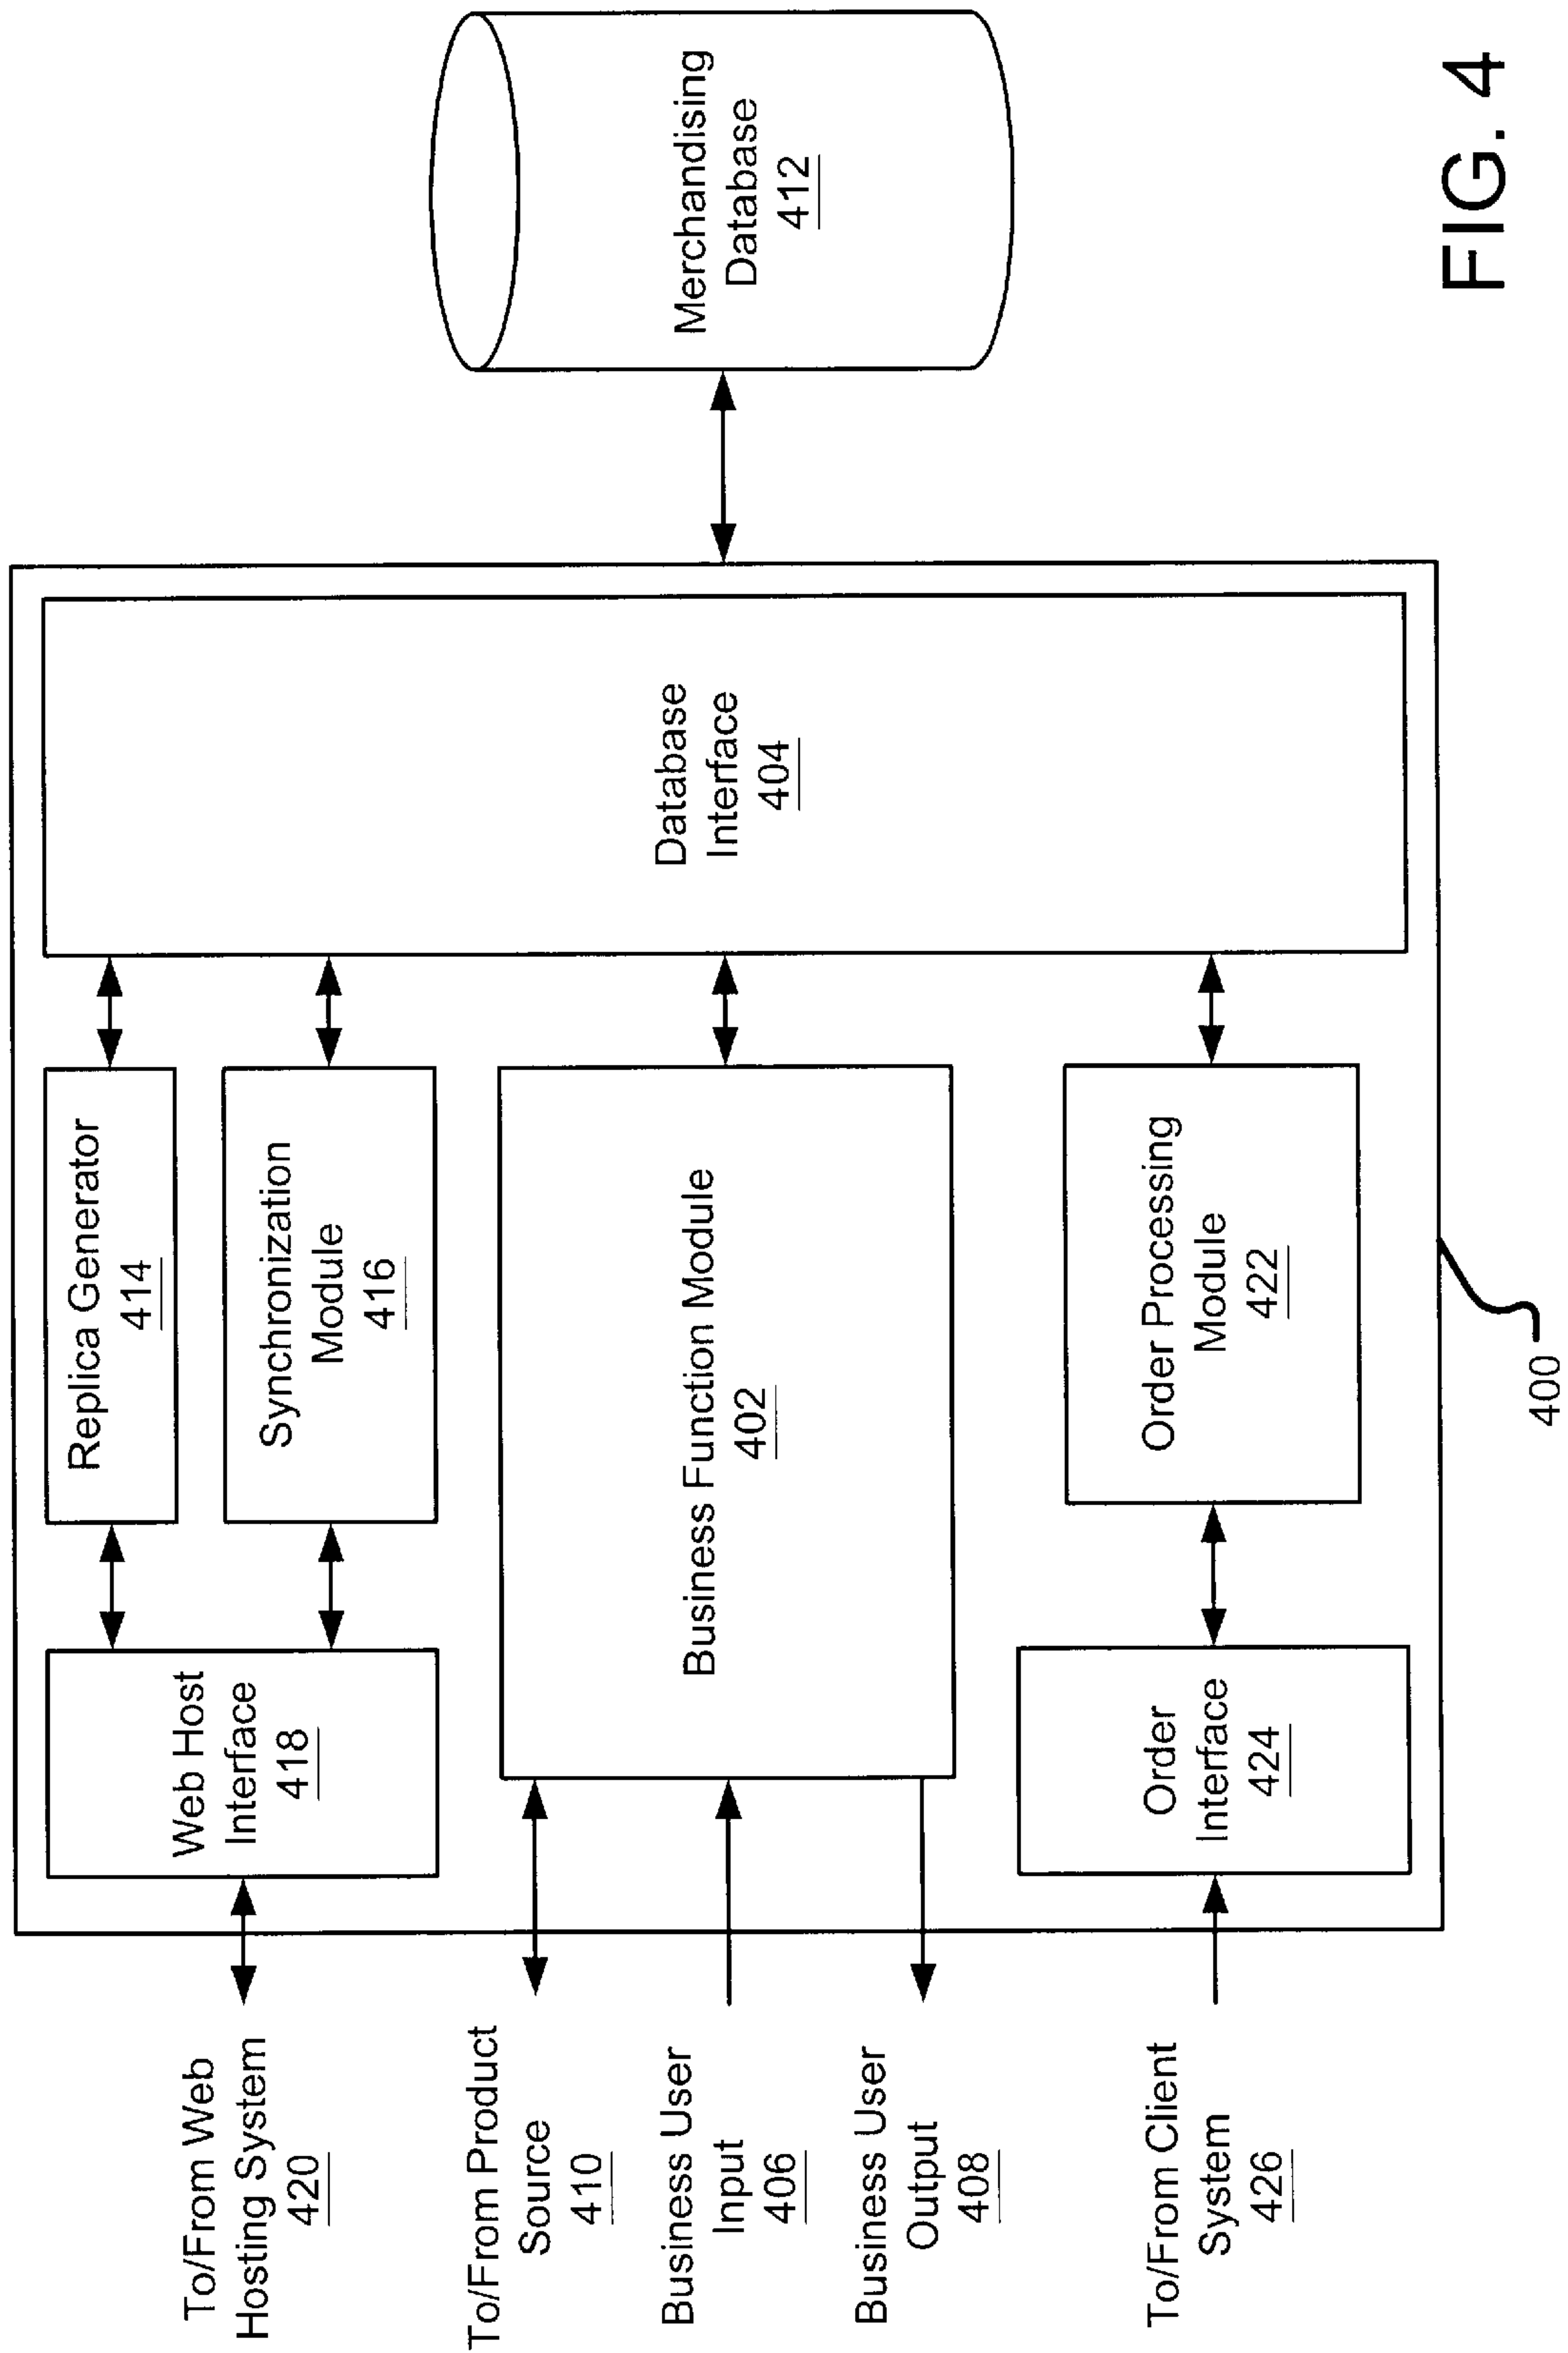 To/From Web
Hosting System
420
To/From Product
Source
410
Business User
Input
406
Business User
Output
408
To/From Client
System
426
Web Host
Interface
418
Order
Interface
424
Replica Generator
414
Synchronization
Module
416
Business Function Module
402
Order Processing
Module
422
Database
Interface
404
Merchandising
Database
412
400
FIG. 4